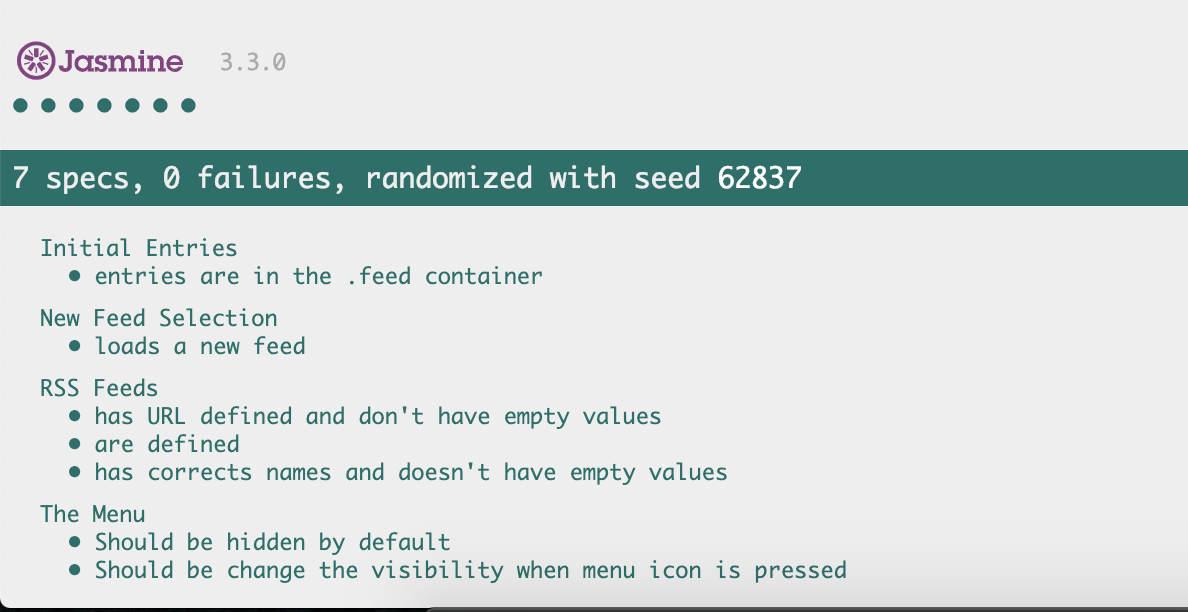 Jasmine 3.3.0
7 specs, 0 failures, randomized with seed 62837
Initial Entries
• entries are in the .feed container
New Feed Selection
• loads a new feed
RSS Feeds
• has URL defined and don't have empty values
• are defined
• has corrects names and doesn't have empty values
The Menu
• Should be hidden by default
• Should be change the visibility when menu icon is pressed